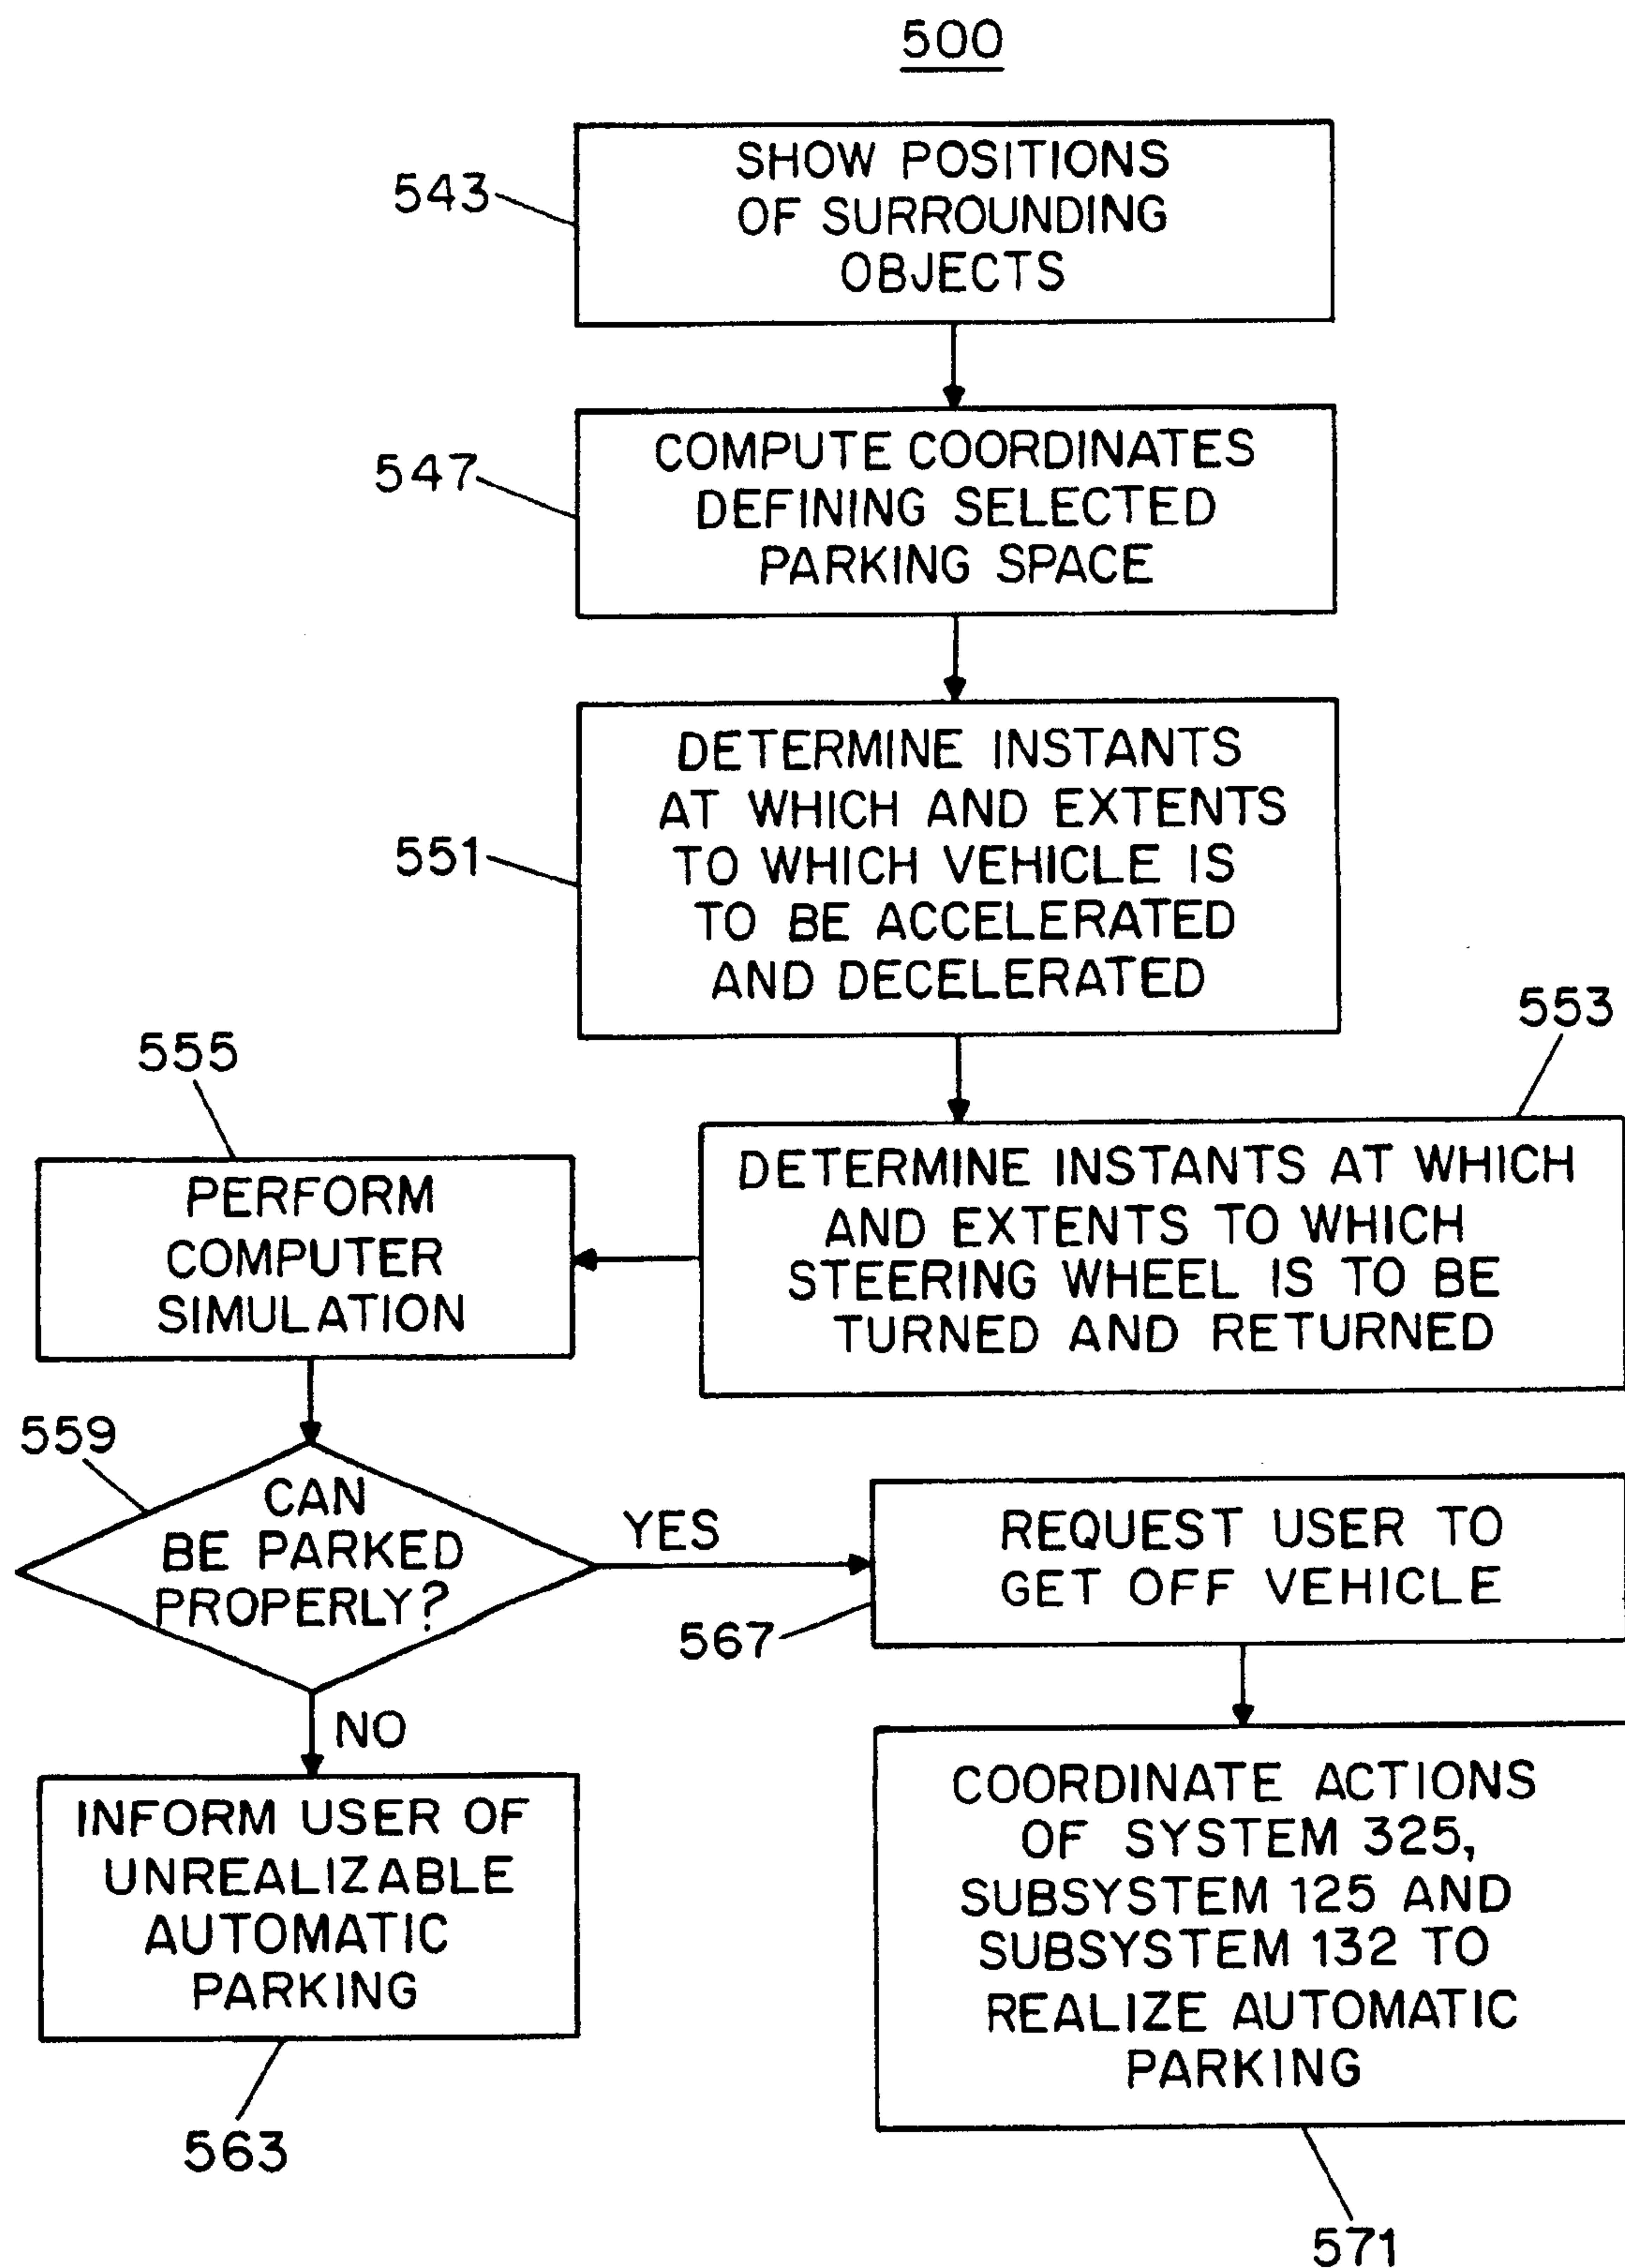 500
543
SHOW POSITIONS
OF SURROUNDING
OBJECTS
547
COMPUTE COORDINATES
DEFINING SELECTED
PARKING SPACE
551
DETERMINE INSTANTS
AT WHICH AND EXTENTS
TO WHICH VEHICLE IS
TO BE ACCELERATED
AND DECELERATED
553
DETERMINE INSTANTS AT WHICH
AND EXTENTS TO WHICH
STEERING WHEEL IS TO BE
TURNED AND RETURNED
555
PERFORM
COMPUTER
SIMULATION
559
CAN
BE PARKED
PROPERLY?
YES
NO
567
REQUEST USER TO
GET OFF VEHICLE
INFORM USER OF
UNREALIZABLE
AUTOMATIC
PARKING
563
COORDINATE ACTIONS
OF SYSTEM 325,
SUBSYSTEM 125 AND
SUBSYSTEM 132 TO
REALIZE AUTOMATIC
PARKING
571